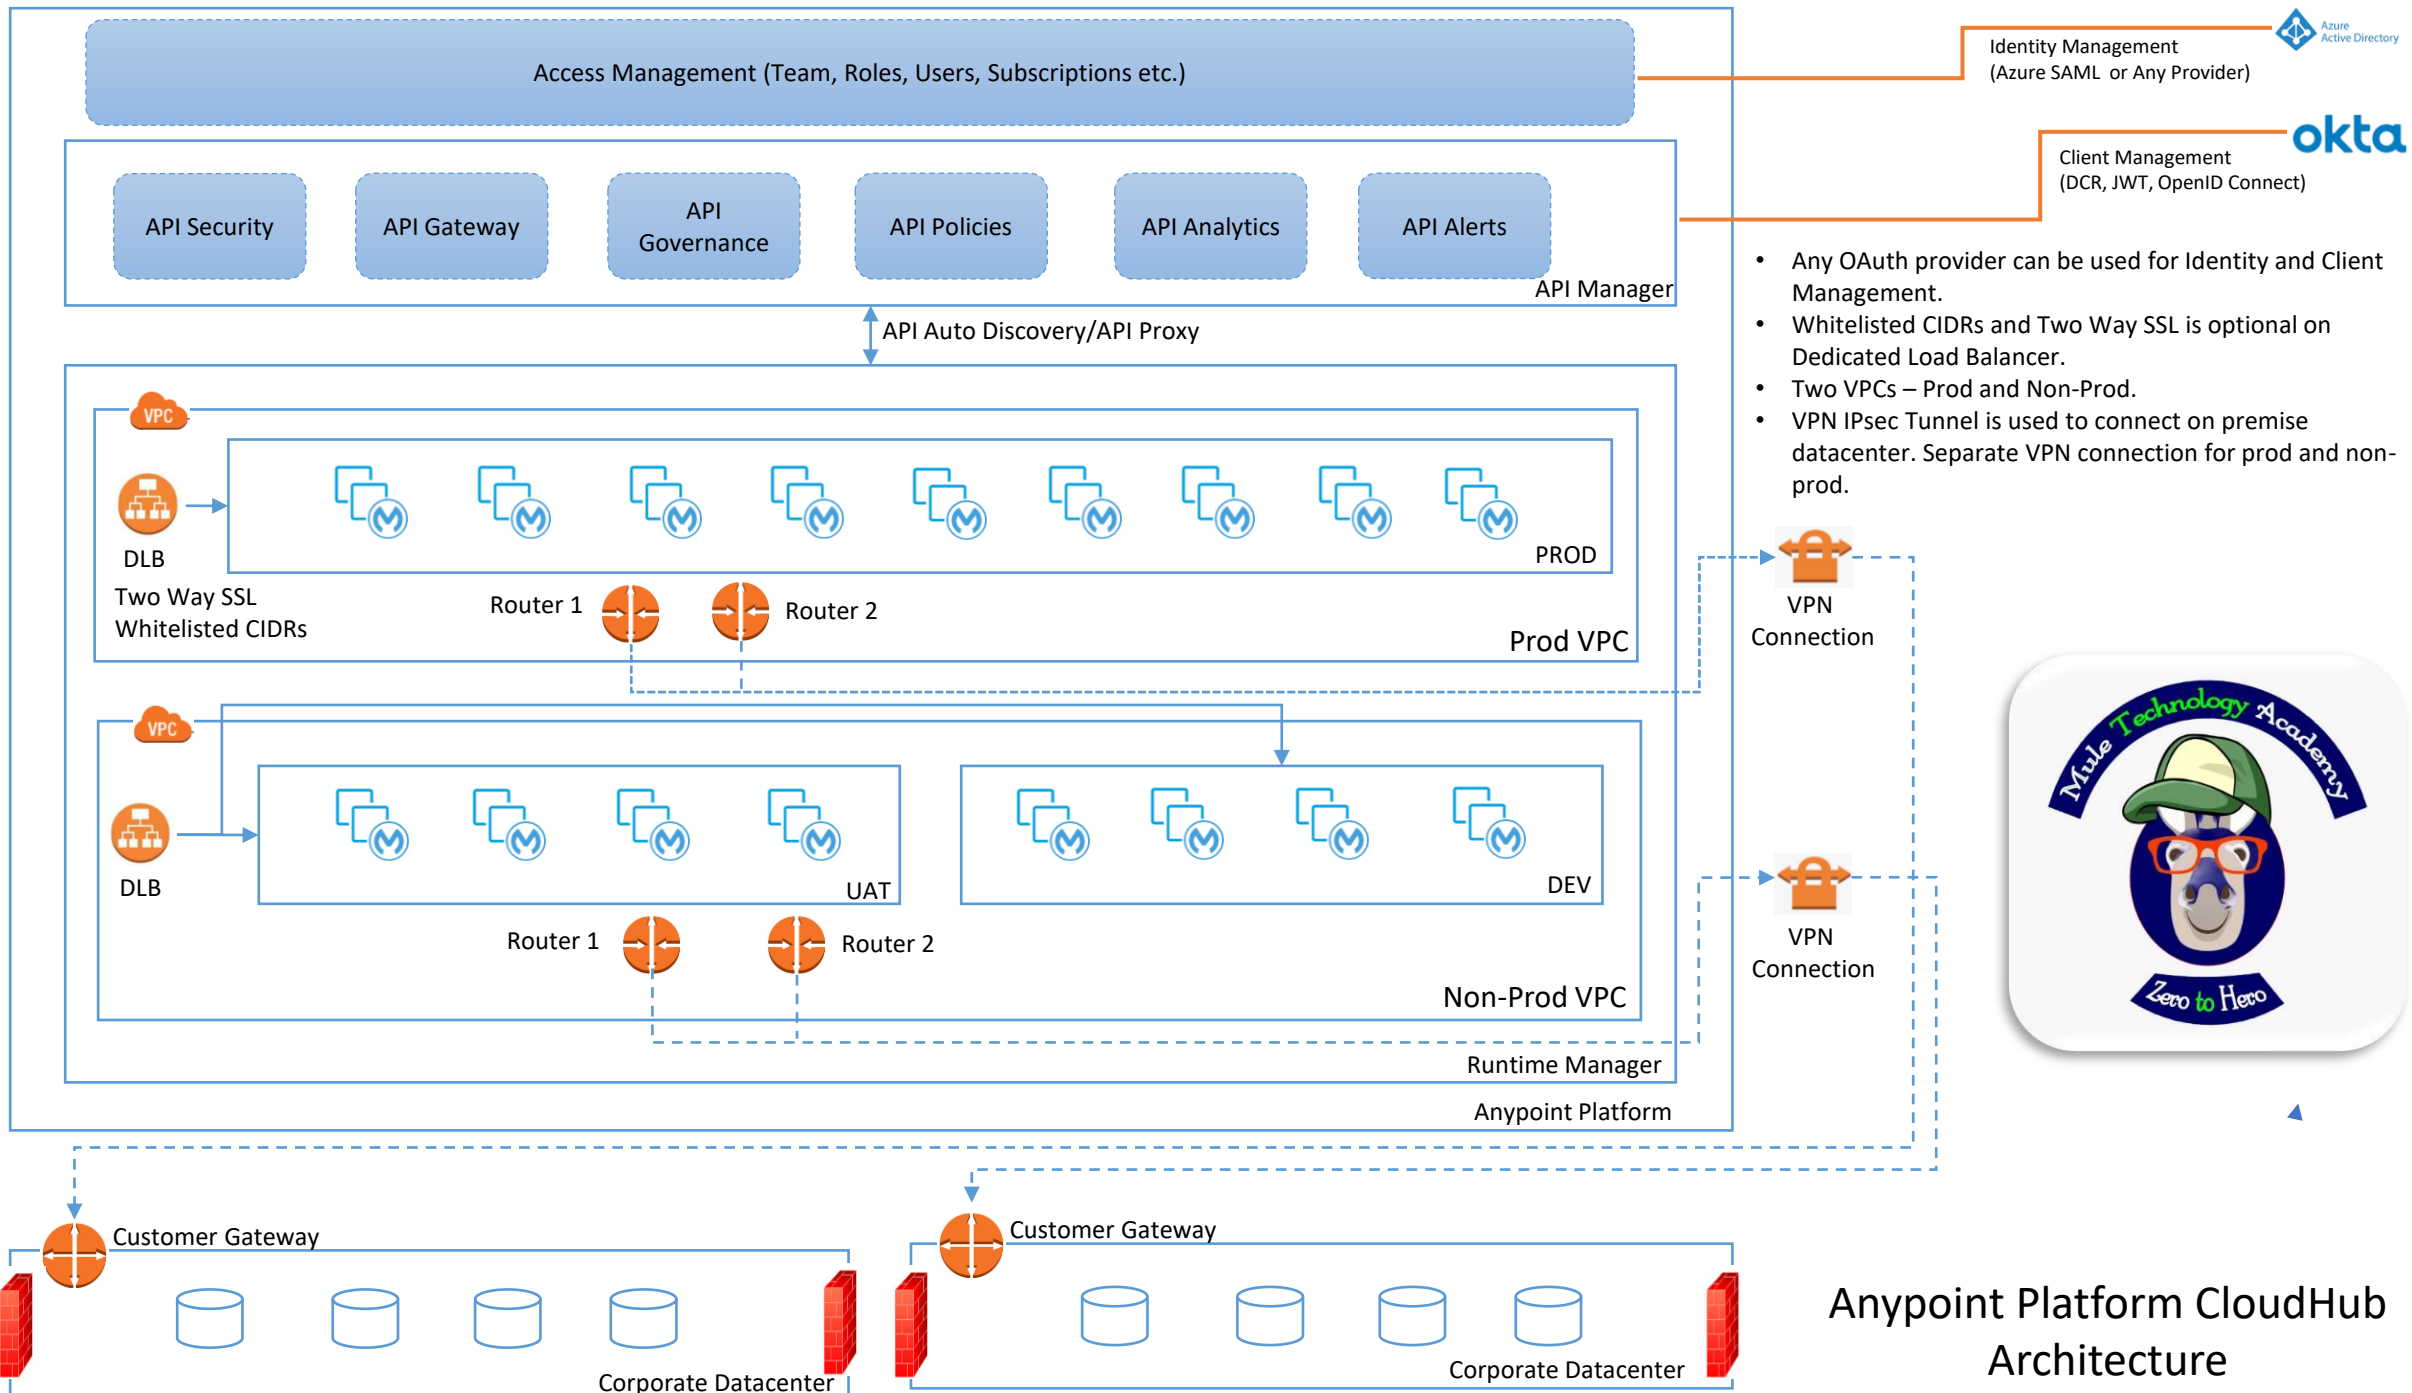 Access Management (Team, Roles, Users, Subscriptions etc.)
Azure
Active Directory
Identity Management
(Azure SAML or Any Provider)
okta
Client Management
(DCR, JWT, OpenID Connect)
API Security
API Gateway
API
Governance
API Policies
API Analytics
API Alerts
API Manager
API Auto Discovery/API Proxy
• Any OAuth provider can be used for Identity and Client
Management.
• Whitelisted CIDRs and Two Way SSL is optional on
Dedicated Load Balancer.
• Two VPCs – Prod and Non-Prod.
• VPN IPsec Tunnel is used to connect on premise
datacenter. Separate VPN connection for prod and non-
prod.
VPC
DLB
Two Way SSL
Whitelisted CIDRs
PROD
Router 1
Router 2
Prod VPC
VPN
Connection
VPC
DLB
UAT
DEV
Router 1
Router 2
Non-Prod VPC
VPN
Connection
Runtime Manager
Anypoint Platform
Mule Technology Academy
Zero to Hero
Customer Gateway
Corporate Datacenter
Customer Gateway
Corporate Datacenter
Anypoint Platform CloudHub
Architecture